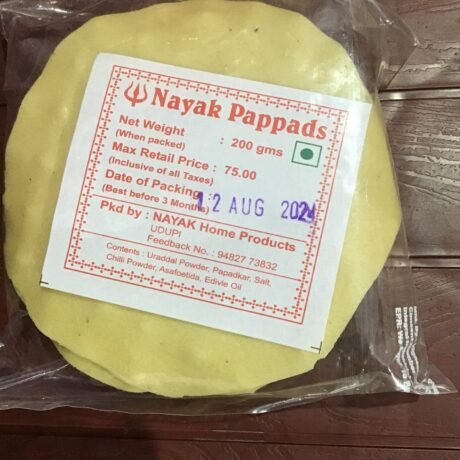 Nayak Pappads
Net Weight : 200 gms
(When packed)
Max Retail Price : 75.00
(Inclusive of all Taxes)
Date of Packing : 12 AUG 2024
(Best before 3 Months)
Pkd by : NAYAK Home Products
UDUPI
Feedback No. : 94827 73832
Contents : Uraddal Powder, Papadkar, Salt,
Chilli Powder, Asafoetida, Edivie Oil